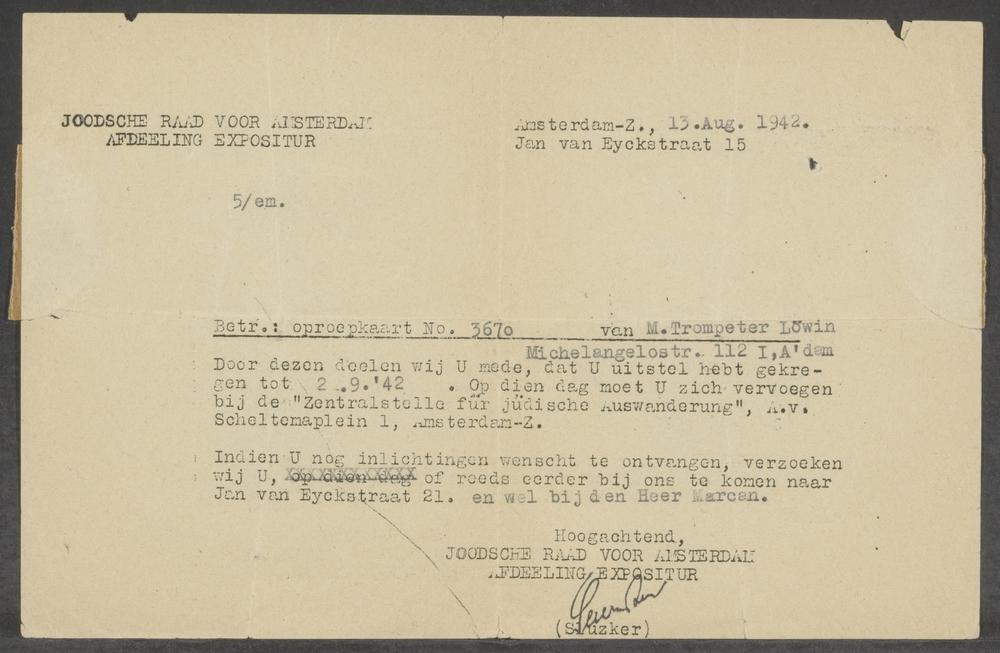 JOODSCHE RAAD VOOR AMSTERDAM
AFDEELING EXPOSITUR
Amsterdam-Z., 13.Aug. 1942.
Jan van Eyckstraat 15
5/em.
Betr.: oproepkaart No. 3670 van M.Trompeter Löwin
Michelangelostr. 112 I,A'dam
Door dezen deelen wij U mede, dat U uitstel hebt gekre-
gen tot 2 .9.'42 . Op dien dag moet U zich vervoegen
bij de "Zentralstelle für jüdische Auswanderung", A.v.
Scheltemaplein 1, Amsterdam-Z.
Indien U nog inlichtingen wenscht te ontvangen, verzoeken
wij U, op dien dag of reeds eerder bij ons te komen naar
Jan van Eyckstraat 21. en wel bij den Heer Marcan.
Hoogachtend,
JOODSCHE RAAD VOOR AMSTERDAM
AFDEELING EXPOSITUR
(Sluzker)